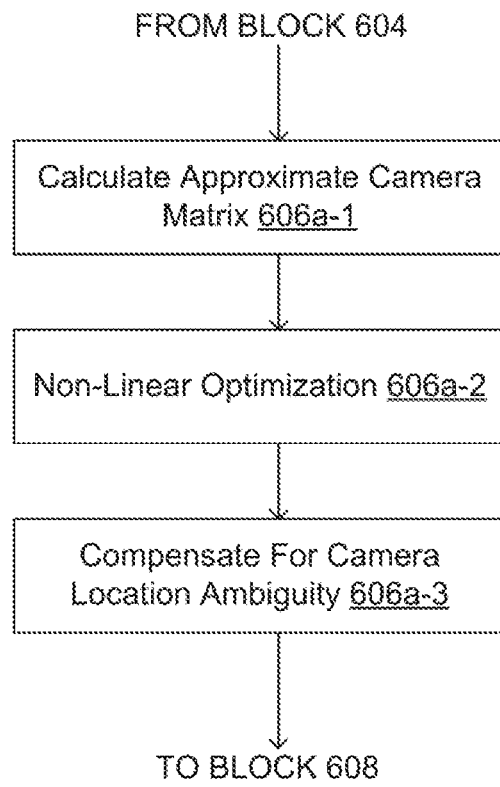 FROM BLOCK 604
Calculate Approximate Camera
Matrix 606a-1
Non-Linear Optimization 606a-2
Compensate For Camera
Location Ambiguity 606a-3
TO BLOCK 608